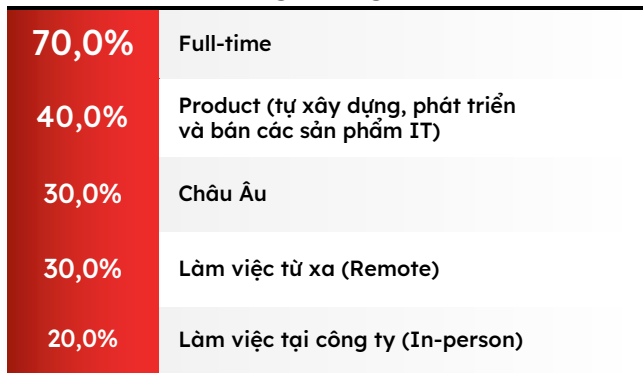 70,0% Full-time
40,0% Product (tự xây dựng, phát triển
và bán các sản phẩm IT)
30,0% Châu Âu
30,0% Làm việc từ xa (Remote)
20,0% Làm việc tại công ty (In-person)